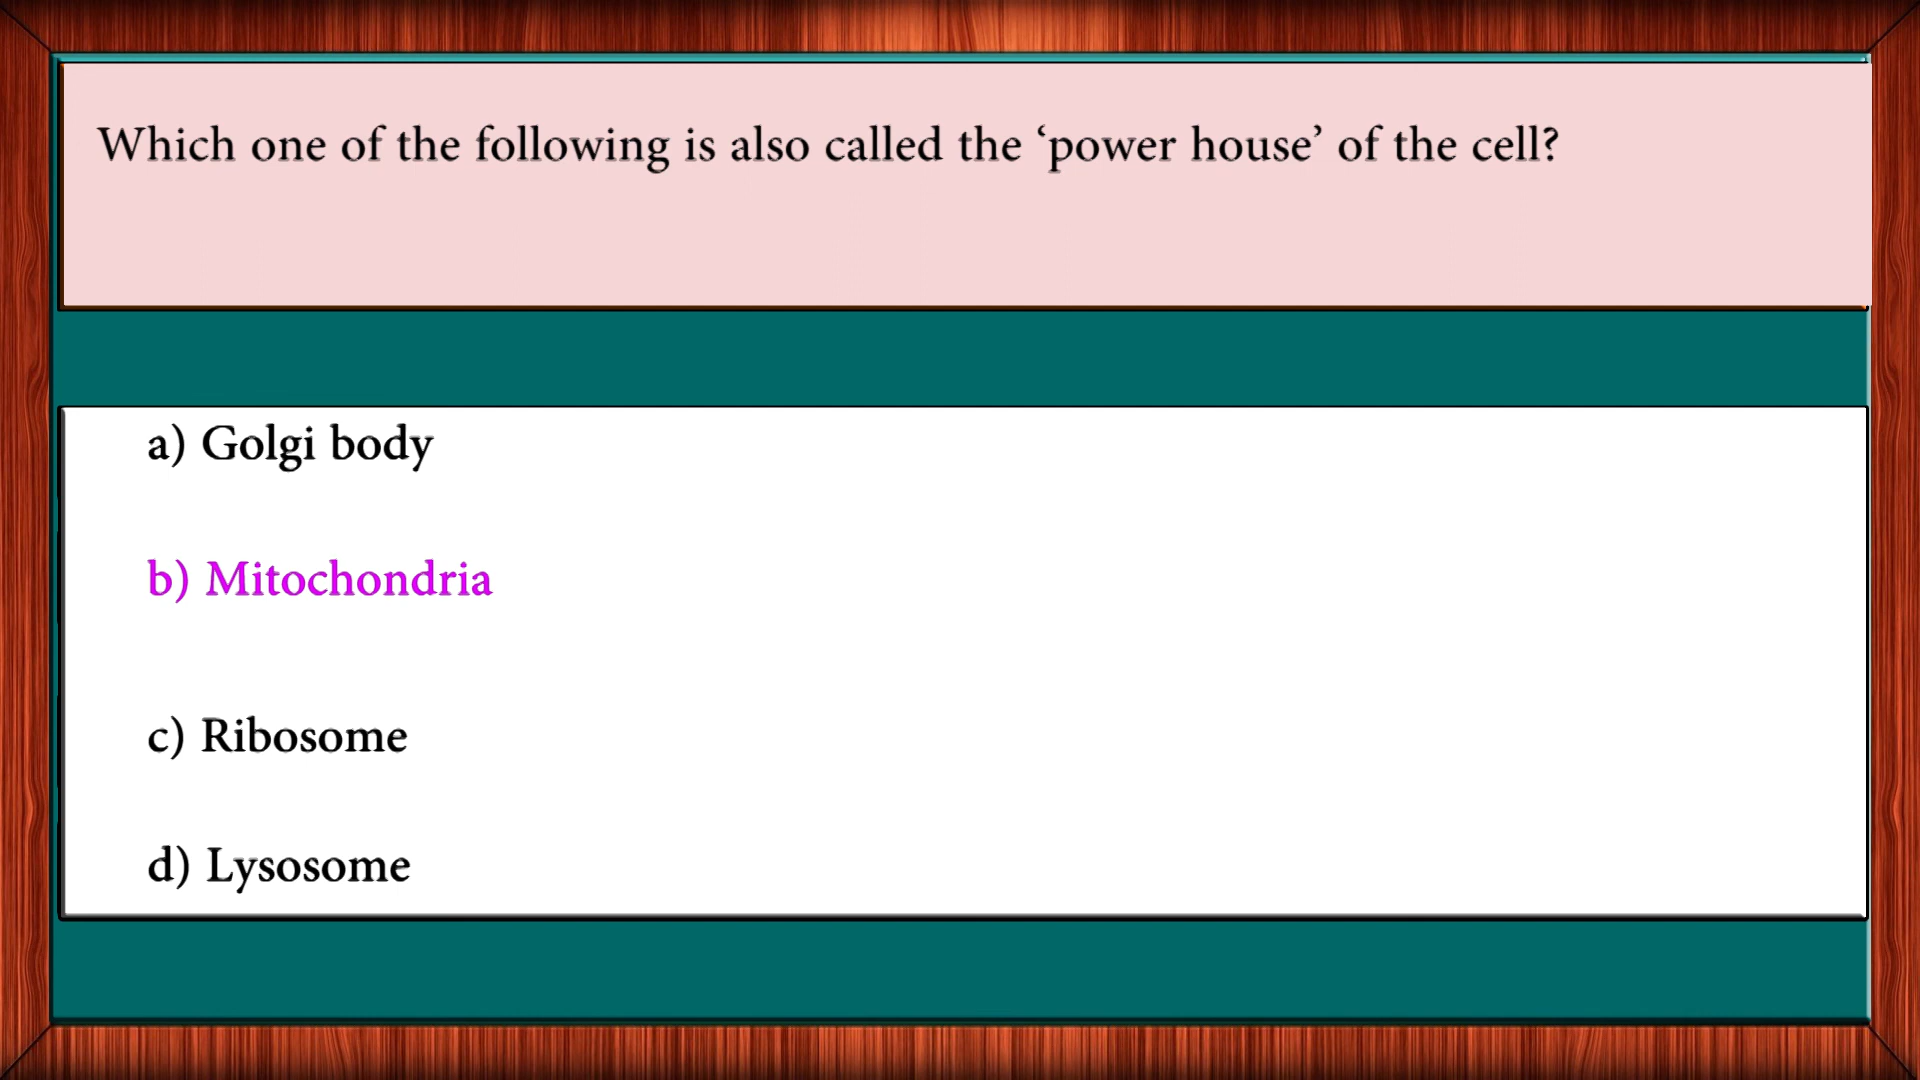 Which one of the following is also called the ‘power house’ of the cell?
a) Golgi body
b) Mitochondria
c) Ribosome
d) Lysosome